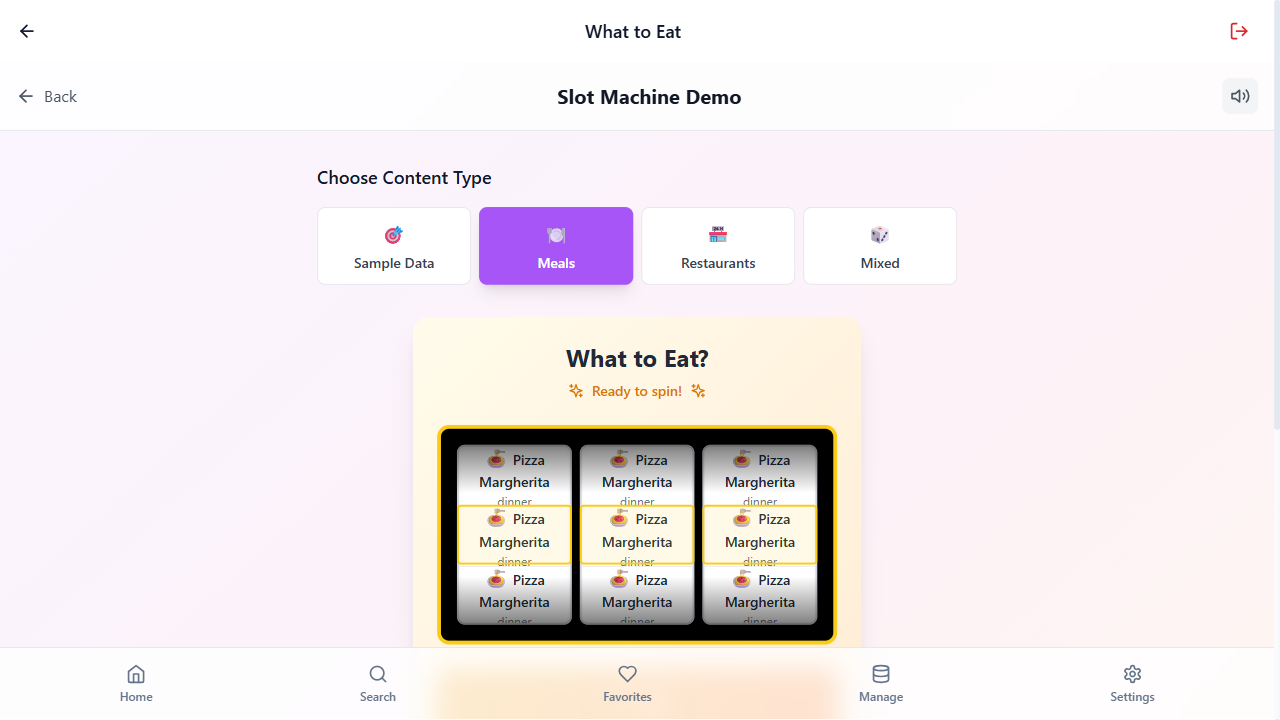 What to Eat
Back
Slot Machine Demo
Choose Content Type
Sample Data
Meals
Restaurants
Mixed
What to Eat?
Ready to spin!
Pizza Pizza Pizza
Margherita Margherita Margherita
dinner dinner dinner
Pizza Pizza Pizza
Margherita Margherita Margherita
dinner dinner dinner
Pizza Pizza Pizza
Margherita Margherita Margherita
dinner dinner dinner
Home
Search
Favorites
Manage
Settings